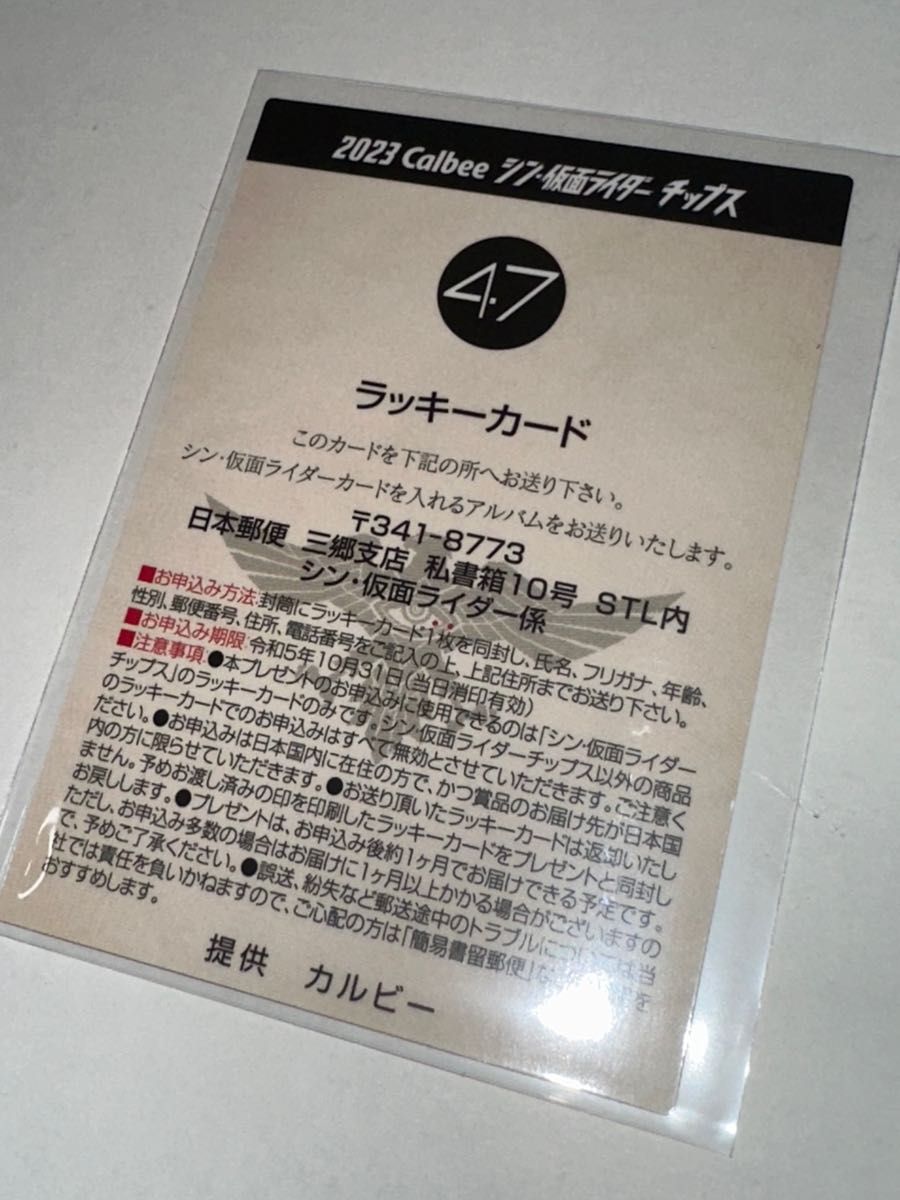 2023 Calbee シン・仮面ライダー チップス
47
ラッキーカード
このカードを下記の所へお送り下さい。
シン・仮面ライダーカードを入れるアルバムをお送りいたします。
〒341-8773
日本郵便 三郷支店 私書箱10号 STL内
シン・仮面ライダー係
■お申込み方法:封筒にラッキーカード1枚を同封し、氏名、フリガナ、年齢、
性別、郵便番号、住所、電話番号をご記入の上、上記住所までお送り下さい。
■お申込み期限:令和5年10月31日(当日消印有効)
■注意事項:●本プレゼントのお申込みに使用できるのは「シン・仮面ライダー
チップス」のラッキーカードのみです。シン・仮面ライダーチップス以外の商品
のラッキーカードでのお申込みはすべて無効とさせていただきます。ご注意く
ださい。●お申込みは日本国内に在住の方で、かつ賞品のお届け先が日本国
内の方に限らせていただきます。●お送り頂いたラッキーカードは返却いたし
ません。予めお渡し済みの印を印刷したラッキーカードをプレゼントと同封し
お戻しします。●プレゼントは、お申込み後約1ヶ月でお届けできる予定です。
ただし、お申込み多数の場合はお届けに1ヶ月以上かかる場合がございますの
で、予めご了承ください。●誤送、紛失など郵送途中のトラブルについては当
社では責任を負いかねますので、ご心配の方は「簡易書留郵便」な を
おすすめします。
提供 カルビー